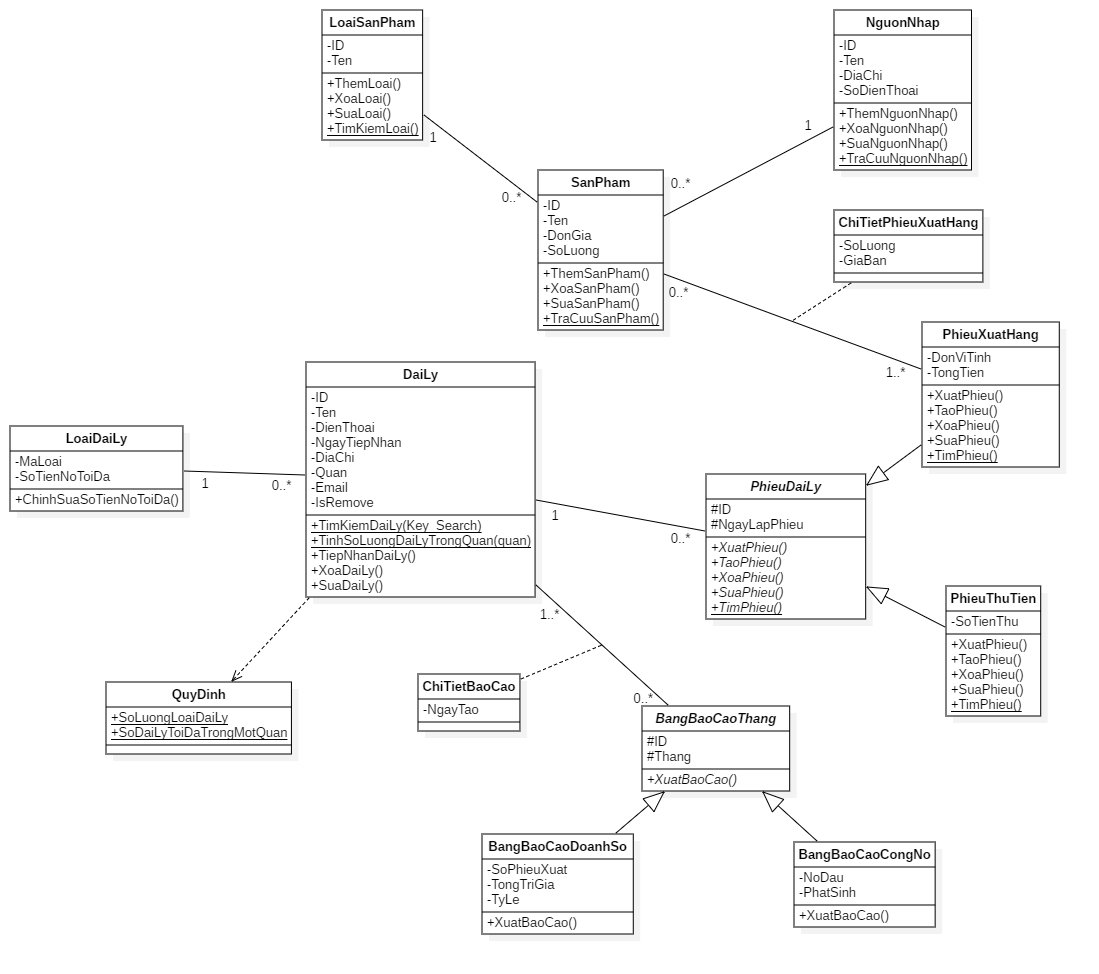 LoaiSanPham
-ID
-Ten
+ThemLoai()
+XoaLoai()
+SuaLoai()
+TimKiemLoai()
1
0..*
NguonNhap
-ID
-Ten
-DiaChi
-SoDienThoai
+ThemNguonNhap()
+XoaNguonNhap()
+SuaNguonNhap()
+TraCuuNguonNhap()
1
0..*
SanPham
-ID
-Ten
-DonGia
-SoLuong
+ThemSanPham()
+XoaSanPham()
+SuaSanPham()
+TraCuuSanPham()
0..*
1..*
ChiTietPhieuXuatHang
-SoLuong
-GiaBan
PhieuXuatHang
-DonViTinh
-TongTien
+XuatPhieu()
+TaoPhieu()
+XoaPhieu()
+SuaPhieu()
+TimPhieu()
DaiLy
-ID
-Ten
-DienThoai
-NgayTiepNhan
-DiaChi
-Quan
-Email
-IsRemove
+TimKiemDaiLy(Key_Search)
+TinhSoLuongDaiLyTrongQuan(quan)
+TiepNhanDaiLy()
+XoaDaiLy()
+SuaDaiLy()
LoaiDaiLy
-MaLoai
-SoTienNoToiDa
+ChinhSuaSoTienNoToiDa()
1
0..*
1
0..*
PhieuDaiLy
#ID
#NgayLapPhieu
+XuatPhieu()
+TaoPhieu()
+XoaPhieu()
+SuaPhieu()
+TimPhieu()
PhieuThuTien
-SoTienThu
+XuatPhieu()
+TaoPhieu()
+XoaPhieu()
+SuaPhieu()
+TimPhieu()
1..*
0..*
QuyDinh
+SoLuongLoaiDaiLy
+SoDaiLyToiDaTrongMotQuan
ChiTietBaoCao
-NgayTao
BangBaoCaoThang
#ID
#Thang
+XuatBaoCao()
BangBaoCaoDoanhSo
-SoPhieuXuat
-TongTriGia
-TyLe
+XuatBaoCao()
BangBaoCaoCongNo
-NoDau
-PhatSinh
+XuatBaoCao()